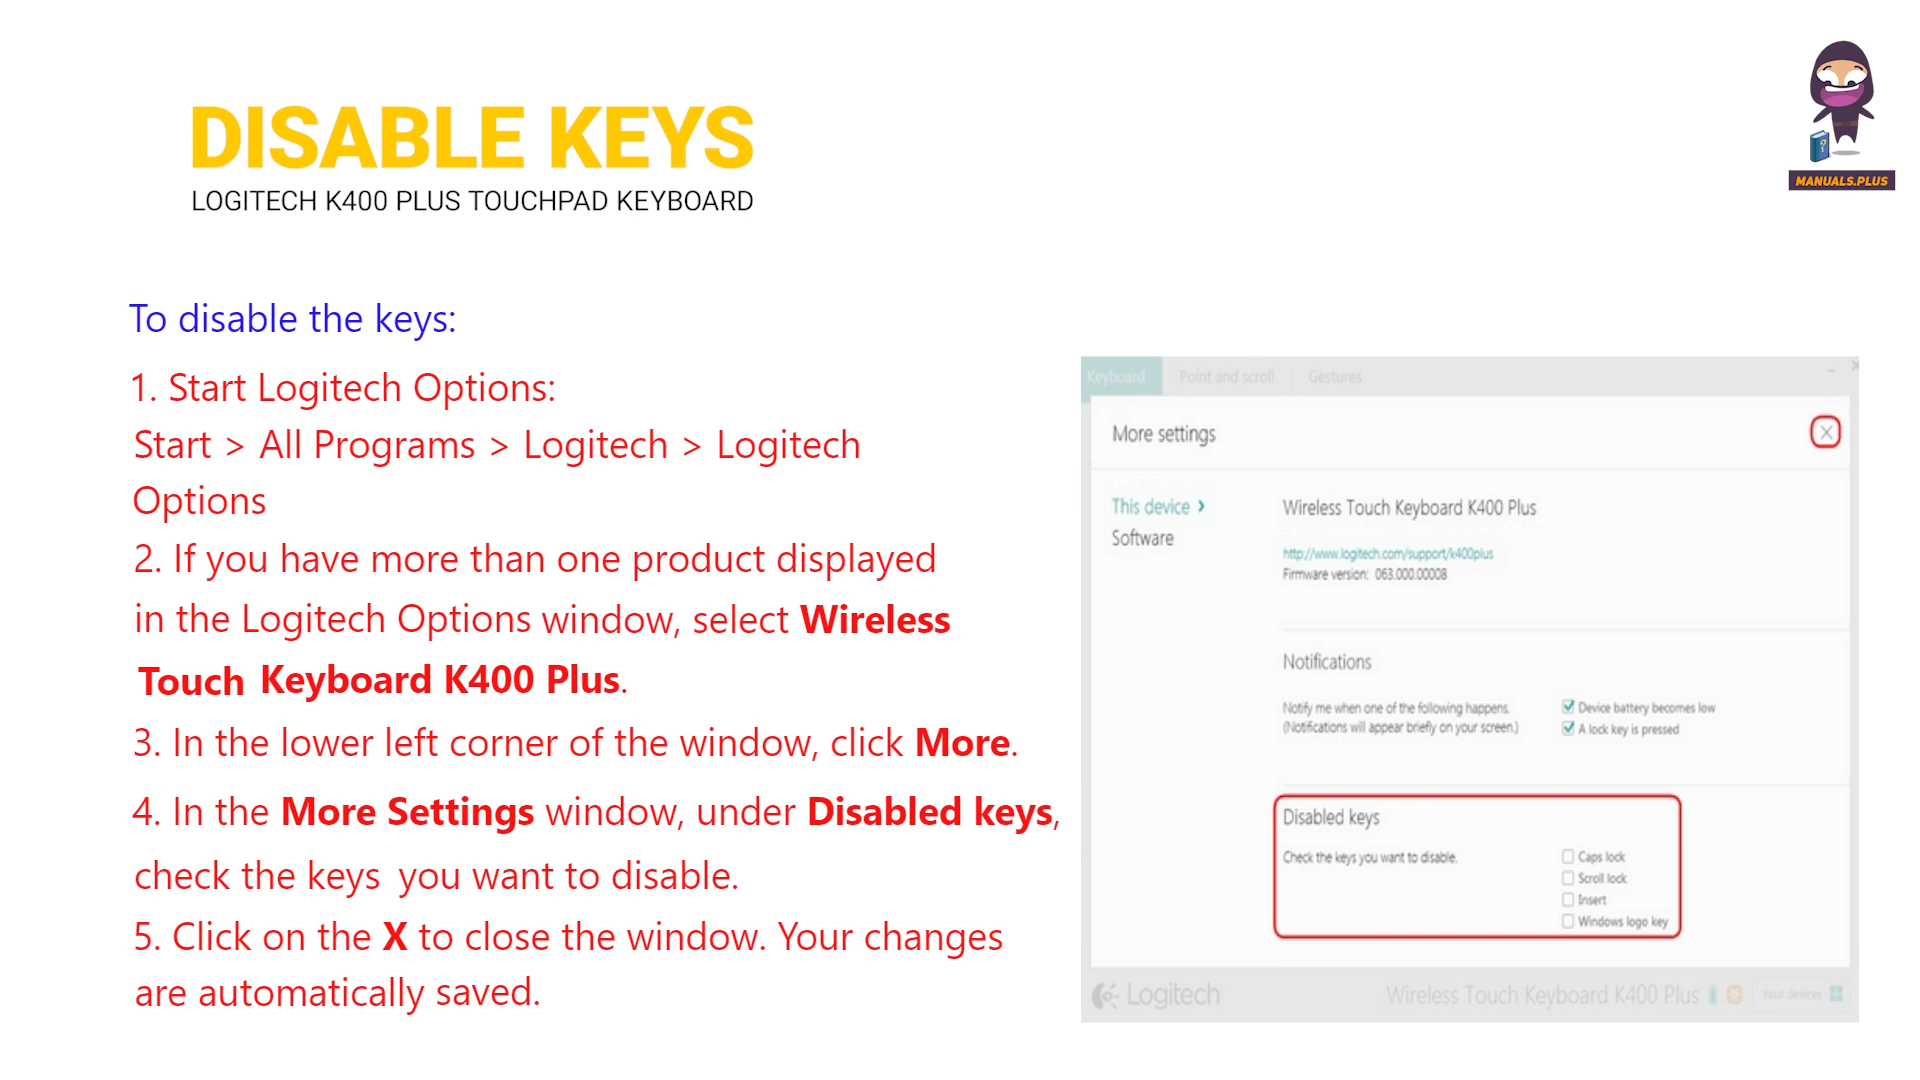 MANUALS.PLUS
DISABLE KEYS
LOGITECH K400 PLUS TOUCHPAD KEYBOARD
To disable the keys:
1. Start Logitech Options:
Start > All Programs > Logitech > Logitech
Options
2. If you have more than one product displayed
in the Logitech Options window, select Wireless
Touch Keyboard K400 Plus.
3. In the lower left corner of the window, click More.
4. In the More Settings window, under Disabled keys,
check the keys you want to disable.
5. Click on the X to close the window. Your changes
are automatically saved.
Keyboard Point and scroll Gestures
More settings
This device >
Software
Wireless Touch Keyboard K400 Plus
http://www.logitech.com/support/k400plus
Firmware version: 063.000.00008
Notifications
Notify me when one of the following happens.
(Notifications will appear briefly on your screen.)
Device battery becomes low
A lock key is pressed
Disabled keys
Check the keys you want to disable.
Caps lock
Scroll lock
Insert
Windows logo key
Logitech
Wireless Touch Keyboard K400 Plus
Your devices